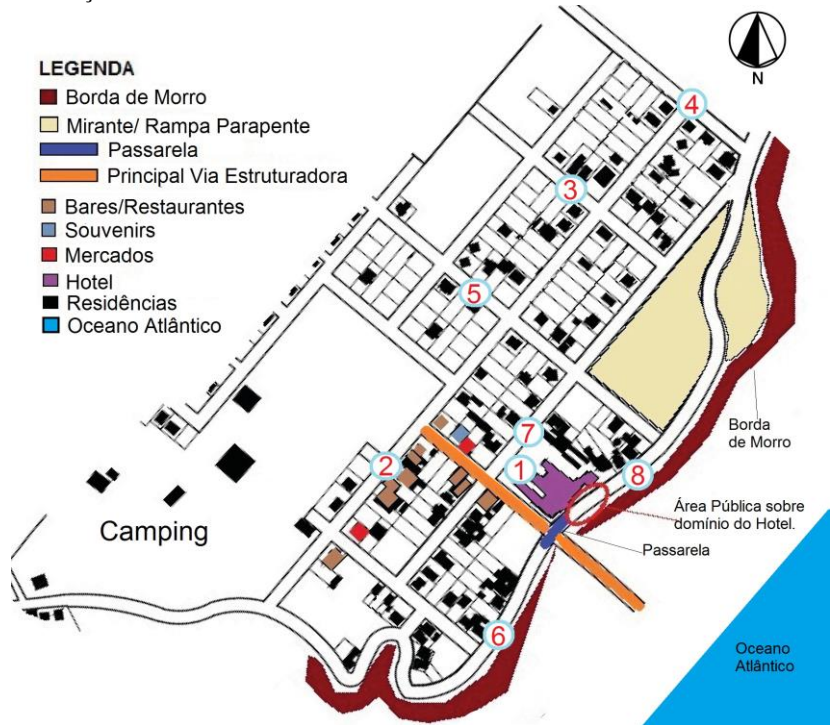 LEGENDA
Borda de Morro
Mirante/ Rampa Parapente
Passarela
Principal Via Estruturadora
Bares/Restaurantes
Souvenirs
Mercados
Hotel
Residências
Oceano Atlântico
N
4
3
5
7
2
1
8
Borda
de Morro
Área Pública sobre
domínio do Hotel.
Camping
Passarela
6
Oceano
Atlântico